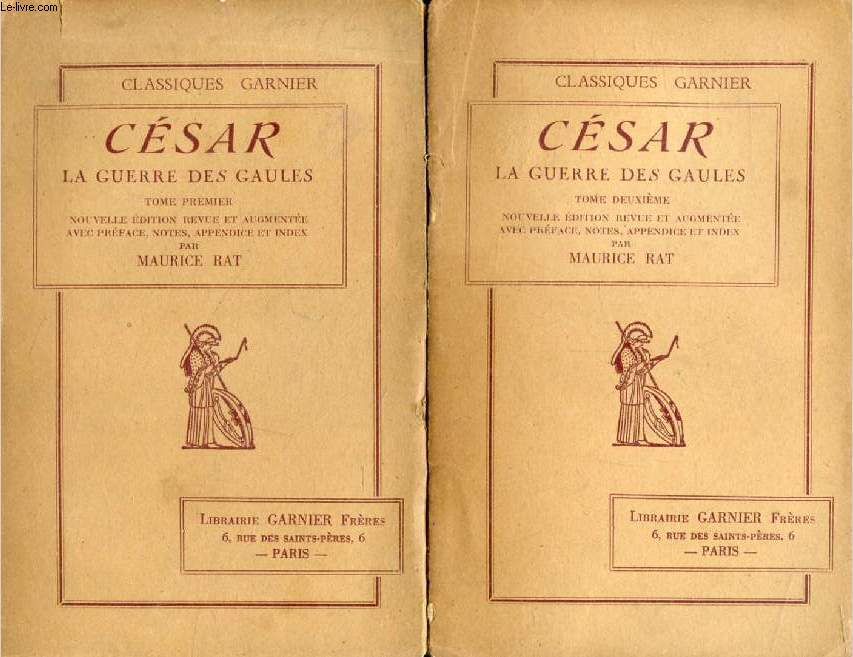 Le-livre.com
CLASSIQUES GARNIER
CÉSAR
LA GUERRE DES GAULES
TOME PREMIER
NOUVELLE ÉDITION REVUE ET AUGMENTÉE
AVEC PRÉFACE, NOTES, APPENDICE ET INDEX
PAR
MAURICE RAT
LIBRAIRIE GARNIER FRÈRES
6, RUE DES SAINTS-PÈRES, 6
— PARIS —
CLASSIQUES GARNIER
CÉSAR
LA GUERRE DES GAULES
TOME DEUXIÈME
NOUVELLE ÉDITION REVUE ET AUGMENTÉE
AVEC PRÉFACE, NOTES, APPENDICE ET INDEX
PAR
MAURICE RAT
LIBRAIRIE GARNIER FRÈRES
6, RUE DES SAINTS-PÈRES, 6
— PARIS —